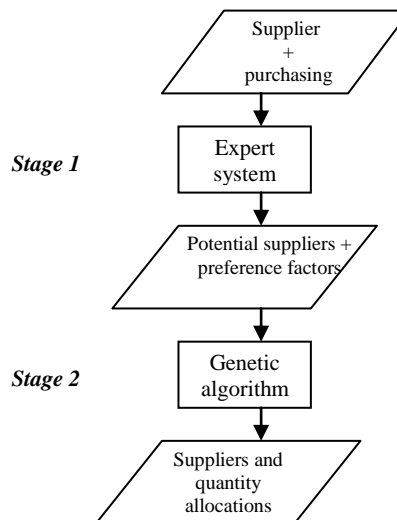 Supplier
+
purchasing
Stage 1
Expert
system
Potential suppliers +
preference factors
Stage 2
Genetic
algorithm
Suppliers and
quantity
allocations